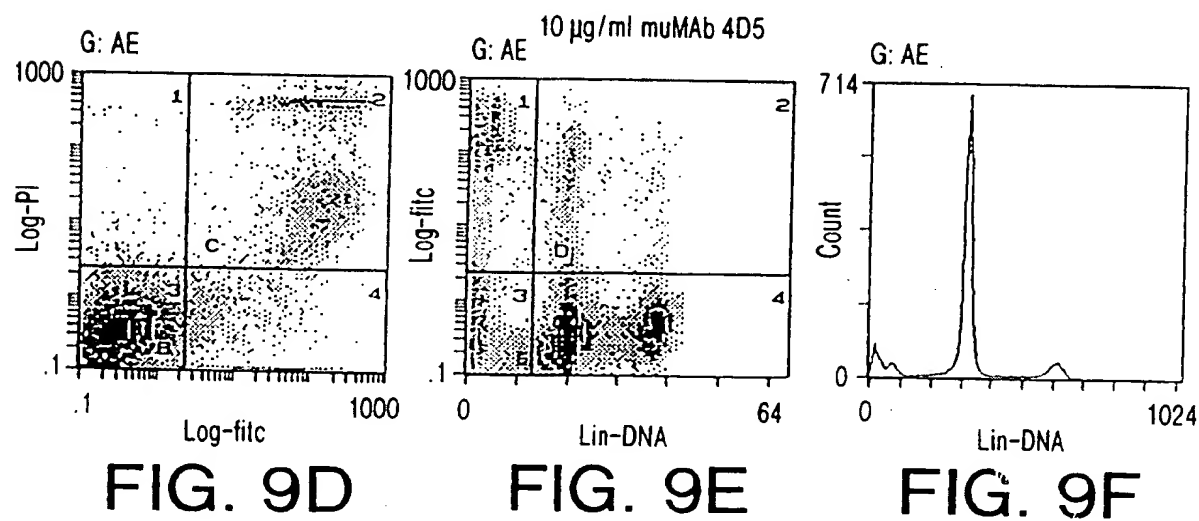 10 µg/ml muMAb 4D5
G: AE
1000
1
2
C
3
4
B
.1
.1
1000
Log-PI
Log-fitc
FIG. 9D
G: AE
1000
1
2
D
3
4
.1
0
64
Log-fitc
Lin-DNA
FIG. 9E
G: AE
714
0
0
1024
Count
Lin-DNA
FIG. 9F